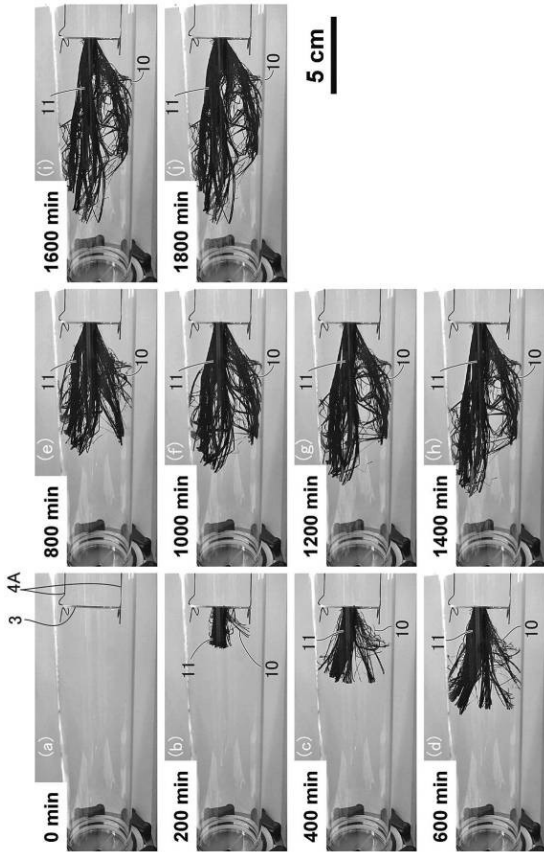 0 min
(a)
3
4A
200 min
(b)
11
10
400 min
(c)
11
10
600 min
(d)
11
10
800 min
(e)
11
10
1000 min
(f)
11
10
1200 min
(g)
11
10
1400 min
(h)
11
10
1600 min
(i)
11
10
1800 min
(j)
11
10
5 cm